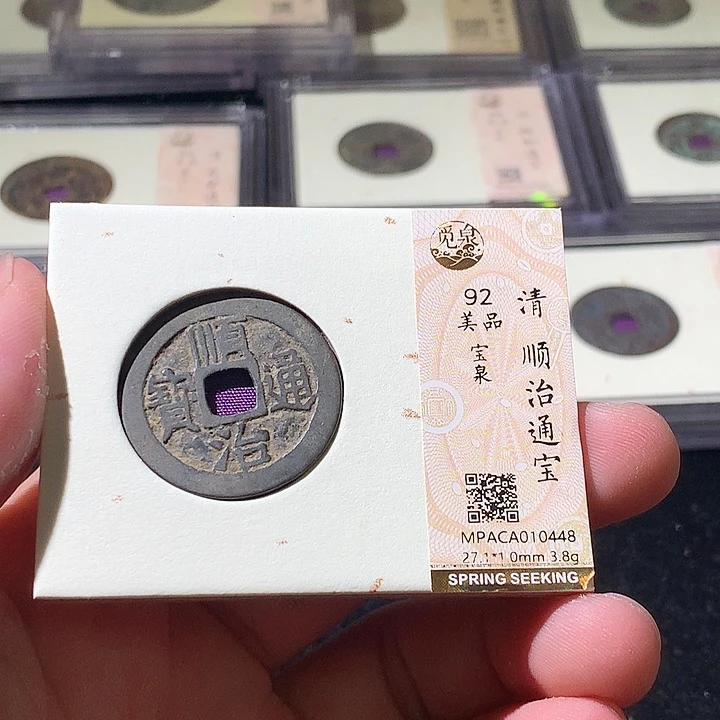 順治通寶
觅泉
清 顺治通宝
92
美品
宝泉
MPACA010448
27.1*1.0mm 3.8g
SPRING SEEKING